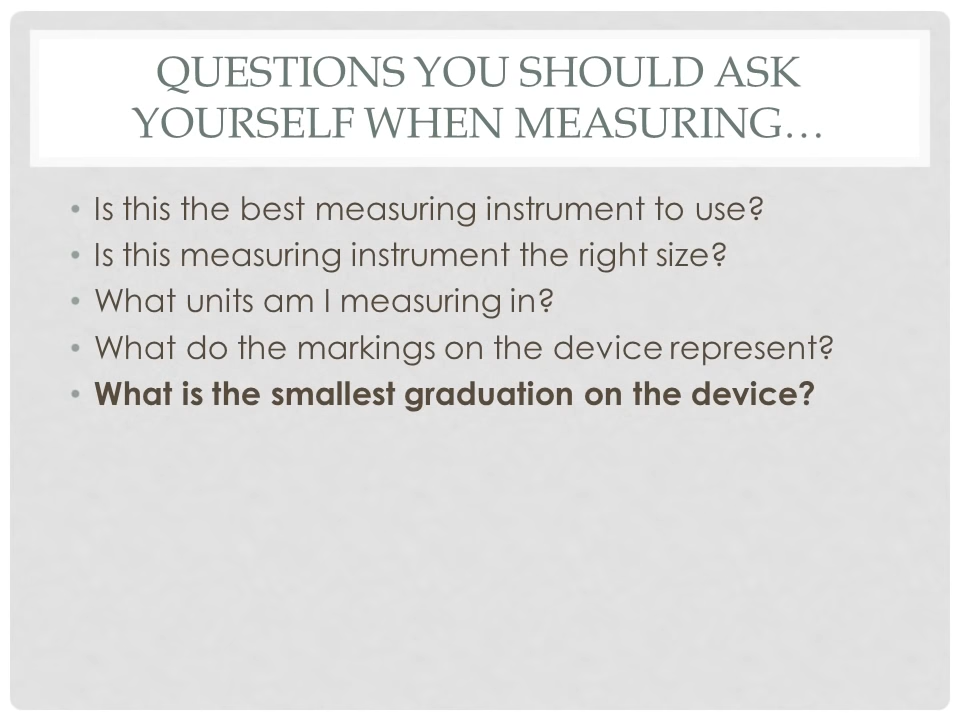 QUESTIONS YOU SHOULD ASK
YOURSELF WHEN MEASURING…
• Is this the best measuring instrument to use?
• Is this measuring instrument the right size?
• What units am I measuring in?
• What do the markings on the device represent?
• What is the smallest graduation on the device?